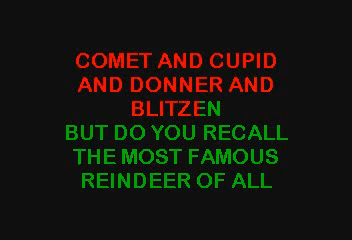 COMET AND CUPID
AND DONNER AND
BLITZEN
BUT DO YOU RECALL
THE MOST FAMOUS
REINDEER OF ALL